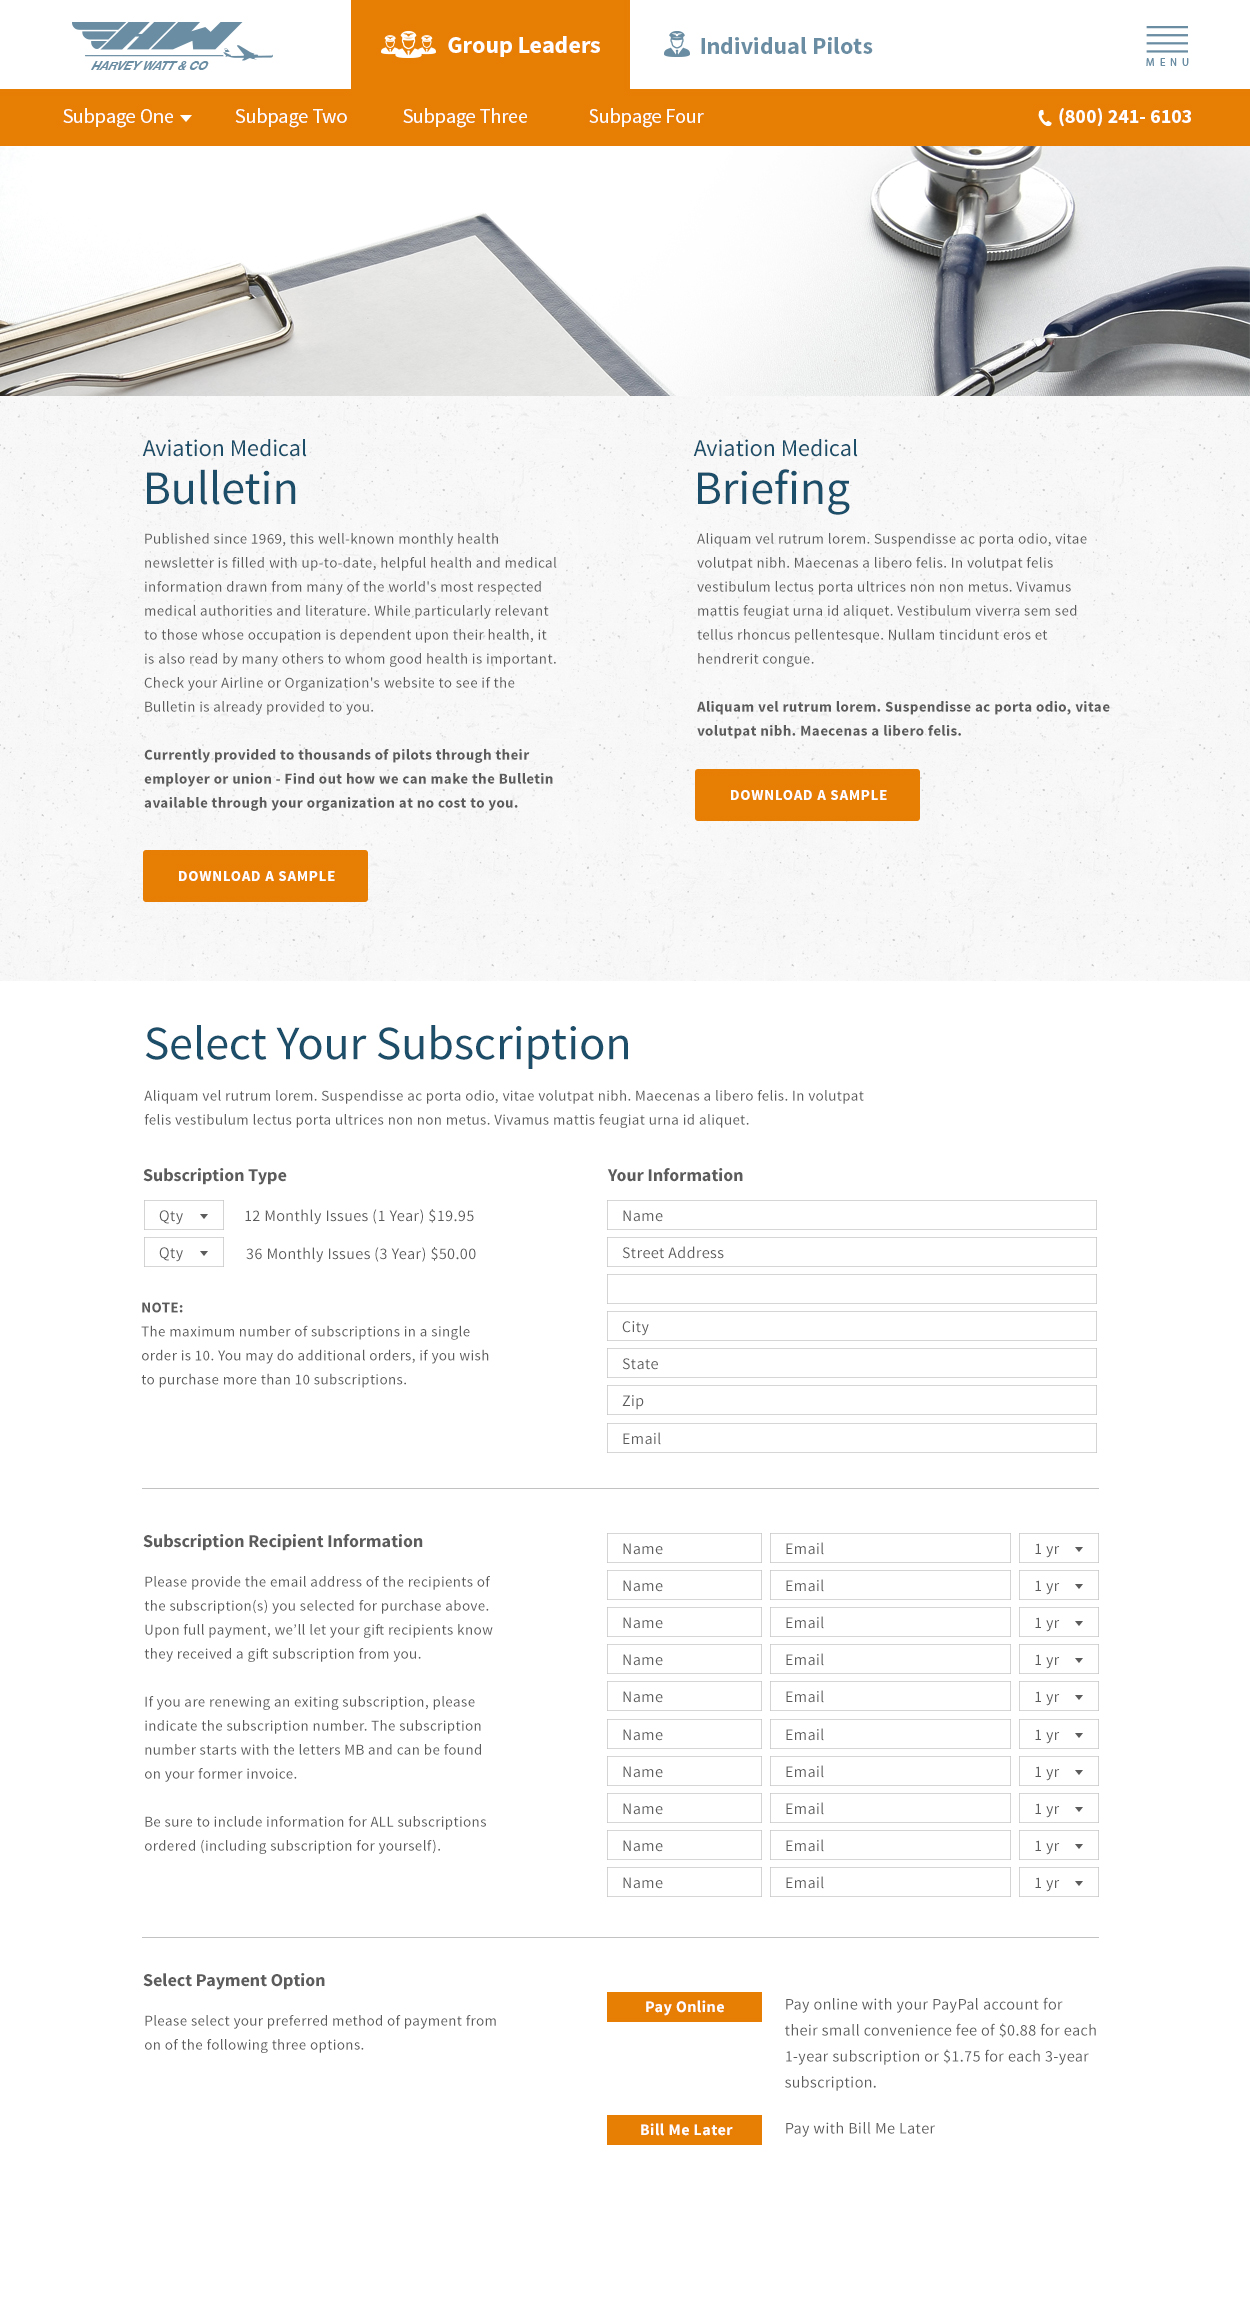 HARVEY WATT & CO
Group Leaders
Individual Pilots
MENU
Subpage One
Subpage Two
Subpage Three
Subpage Four
(800) 241- 6103
Aviation Medical
Bulletin
Published since 1969, this well-known monthly health
newsletter is filled with up-to-date, helpful health and medical
information drawn from many of the world's most respected
medical authorities and literature. While particularly relevant
to those whose occupation is dependent upon their health, it
is also read by many others to whom good health is important.
Check your Airline or Organization's website to see if the
Bulletin is already provided to you.
Currently provided to thousands of pilots through their
employer or union - Find out how we can make the Bulletin
available through your organization at no cost to you.
DOWNLOAD A SAMPLE
Aviation Medical
Briefing
Aliquam vel rutrum lorem. Suspendisse ac porta odio, vitae
volutpat nibh. Maecenas a libero felis. In volutpat felis
vestibulum lectus porta ultrices non non metus. Vivamus
mattis feugiat urna id aliquet. Vestibulum viverra sem sed
tellus rhoncus pellentesque. Nullam tincidunt eros et
hendrerit congue.
Aliquam vel rutrum lorem. Suspendisse ac porta odio, vitae
volutpat nibh. Maecenas a libero felis.
DOWNLOAD A SAMPLE
Select Your Subscription
Aliquam vel rutrum lorem. Suspendisse ac porta odio, vitae volutpat nibh. Maecenas a libero felis. In volutpat
felis vestibulum lectus porta ultrices non non metus. Vivamus mattis feugiat urna id aliquet.
Subscription Type
Qty
12 Monthly Issues (1 Year) $19.95
Qty
36 Monthly Issues (3 Year) $50.00
NOTE:
The maximum number of subscriptions in a single
order is 10. You may do additional orders, if you wish
to purchase more than 10 subscriptions.
Your Information
Name
Street Address
City
State
Zip
Email
Subscription Recipient Information
Please provide the email address of the recipients of
the subscription(s) you selected for purchase above.
Upon full payment, we’ll let your gift recipients know
they received a gift subscription from you.
If you are renewing an exiting subscription, please
indicate the subscription number. The subscription
number starts with the letters MB and can be found
on your former invoice.
Be sure to include information for ALL subscriptions
ordered (including subscription for yourself).
Name Email 1 yr
Name Email 1 yr
Name Email 1 yr
Name Email 1 yr
Name Email 1 yr
Name Email 1 yr
Name Email 1 yr
Name Email 1 yr
Name Email 1 yr
Name Email 1 yr
Select Payment Option
Please select your preferred method of payment from
on of the following three options.
Pay Online
Pay online with your PayPal account for
their small convenience fee of $0.88 for each
1-year subscription or $1.75 for each 3-year
subscription.
Bill Me Later
Pay with Bill Me Later